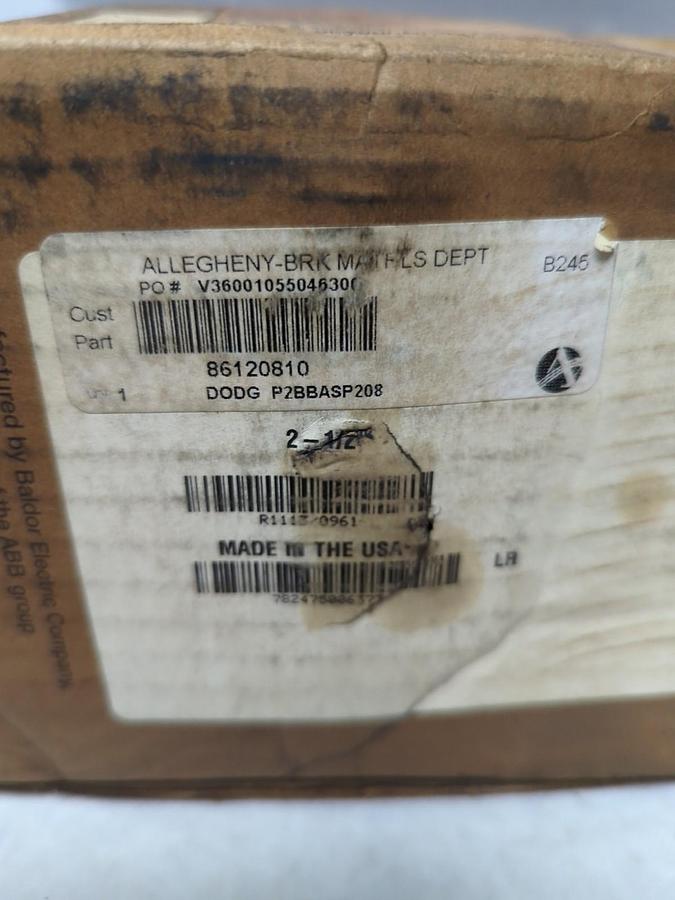 ALLEGHENY-BRK DEPT
B245
PO # V36001055046300
Cust
Part
86120810
1
DODG P2BBASP208
2-1/2
MADE IN THE USA
LR
factured by Baldor Electric Company
the ABB group